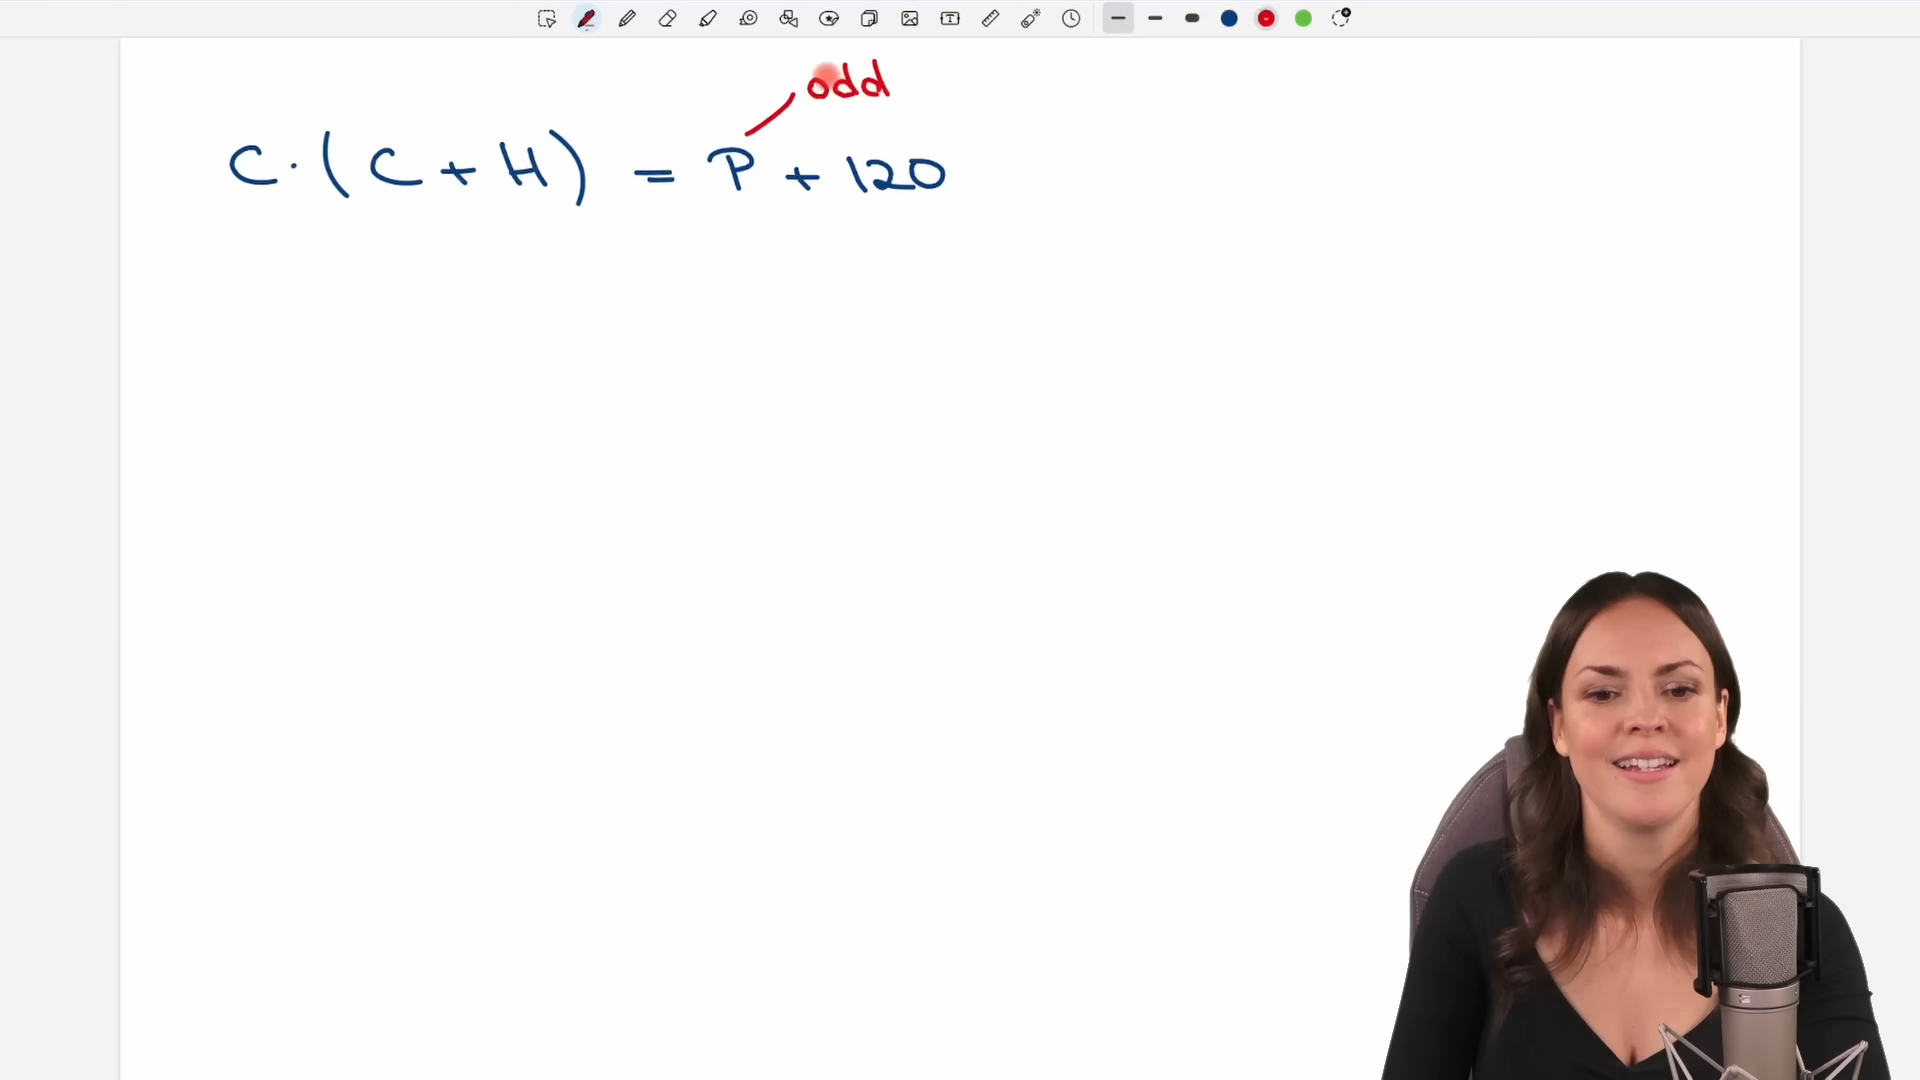 odd
C·(C+H) = P + 120